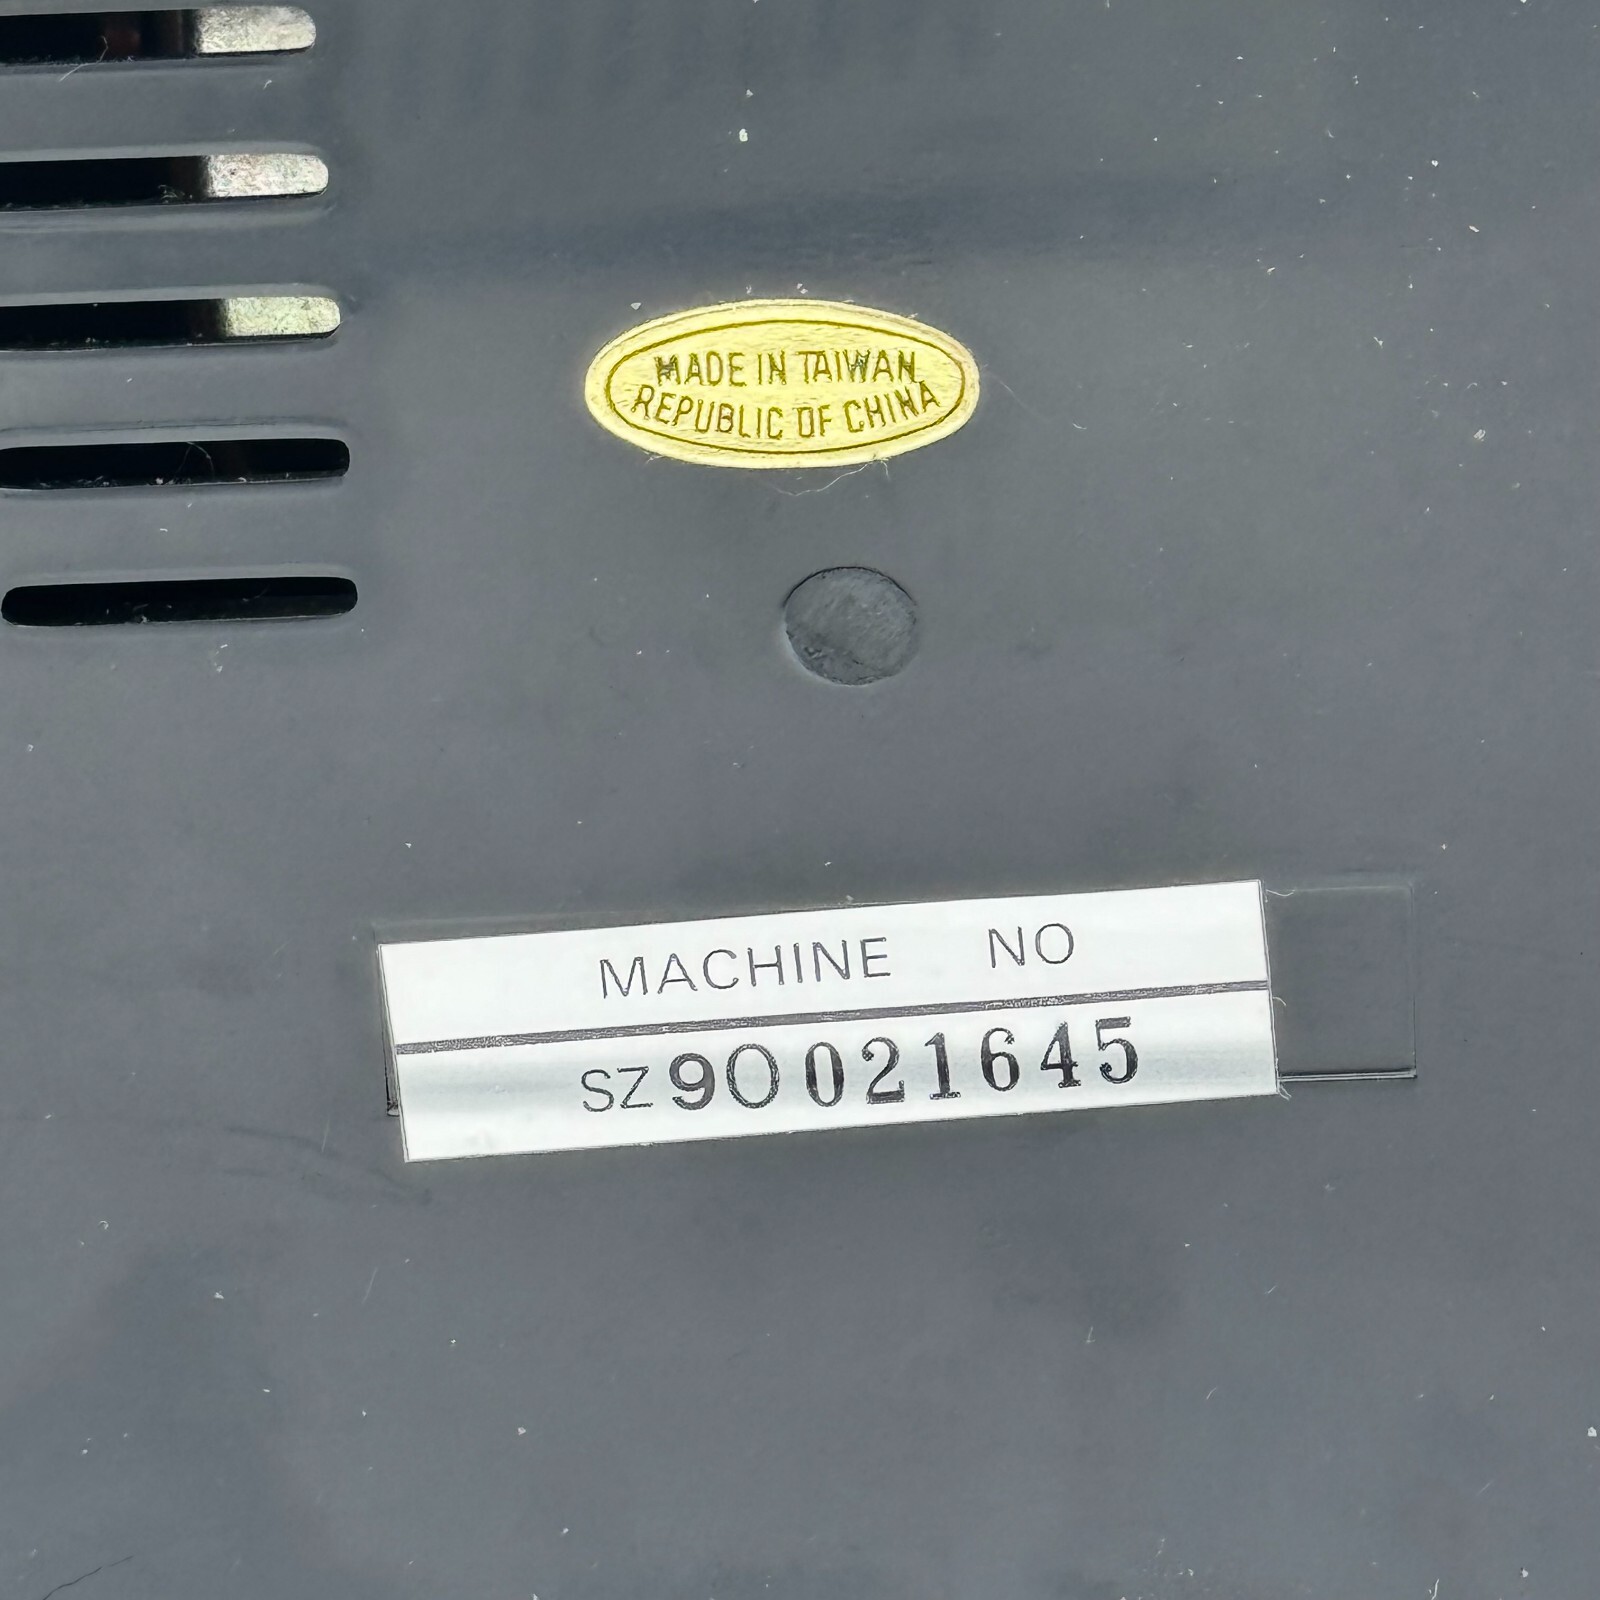 MADE IN TAIWAN
REPUBLIC OF CHINA
MACHINE NO
SZ90021645